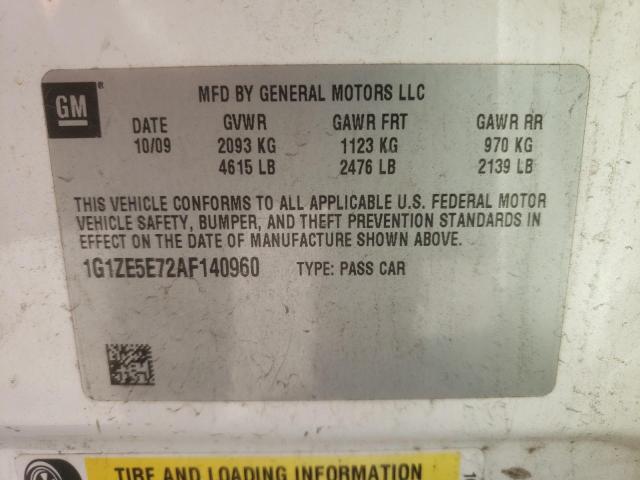 GM ®
MFD BY GENERAL MOTORS LLC
DATE GVWR GAWR FRT GAWR RR
10/09 2093 KG 1123 KG 970 KG
4615 LB 2476 LB 2139 LB
THIS VEHICLE CONFORMS TO ALL APPLICABLE U.S. FEDERAL MOTOR
VEHICLE SAFETY, BUMPER, AND THEFT PREVENTION STANDARDS IN
EFFECT ON THE DATE OF MANUFACTURE SHOWN ABOVE.
1G1ZE5E72AF140960 TYPE: PASS CAR
TIRE AND LOADING INFORMATION